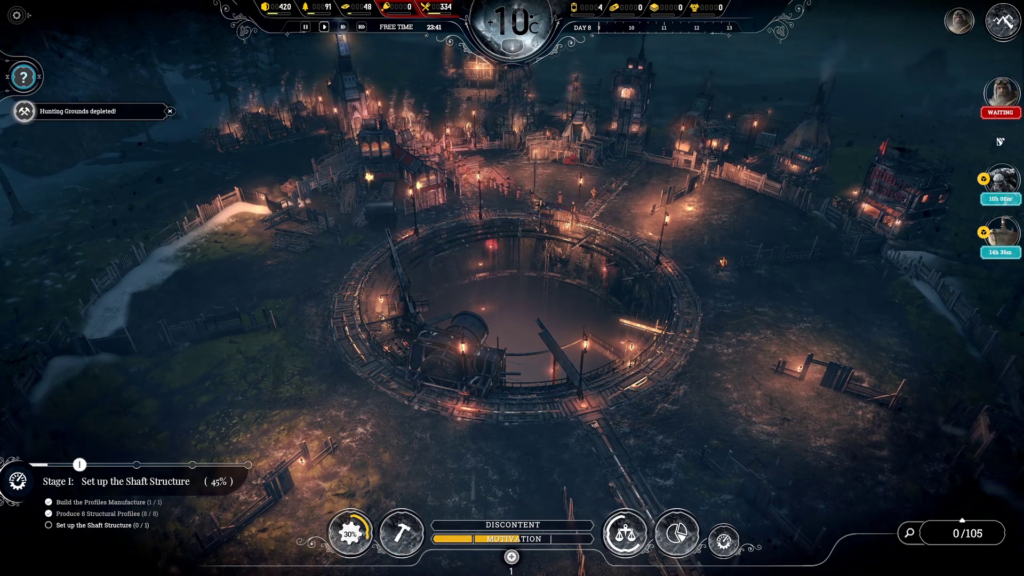 420 91 48 0 334
+10°C
4 0 0 0
FREE TIME 23:41
DAY 8 9 10 11 12 13
?
Hunting Grounds depleted!
WAITING
10h 06m
14h 36m
Stage I: Set up the Shaft Structure ( 45% )
Build the Profiles Manufacture (1 / 1)
Produce 8 Structural Profiles (8 / 8)
Set up the Shaft Structure (0 / 1)
30%
DISCONTENT
MOTIVATION
1
0/105